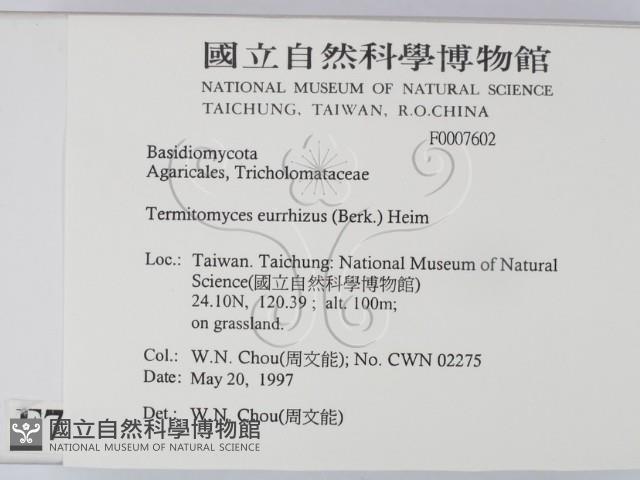 國立自然科學博物館
NATIONAL MUSEUM OF NATURAL SCIENCE
TAICHUNG, TAIWAN, R.O.CHINA
F0007602
Basidiomycota
Agaricales, Tricholomataceae
Termitomyces eurrhizus (Berk.) Heim
Loc.: Taiwan. Taichung: National Museum of Natural
Science(國立自然科學博物館)
24.10N, 120.39 ; alt. 100m;
on grassland.
Col.: W.N. Chou(周文能); No. CWN 02275
Date: May 20, 1997
Det.: W.N. Chou(周文能)
國立自然科學博物館
NATIONAL MUSEUM OF NATURAL SCIENCE